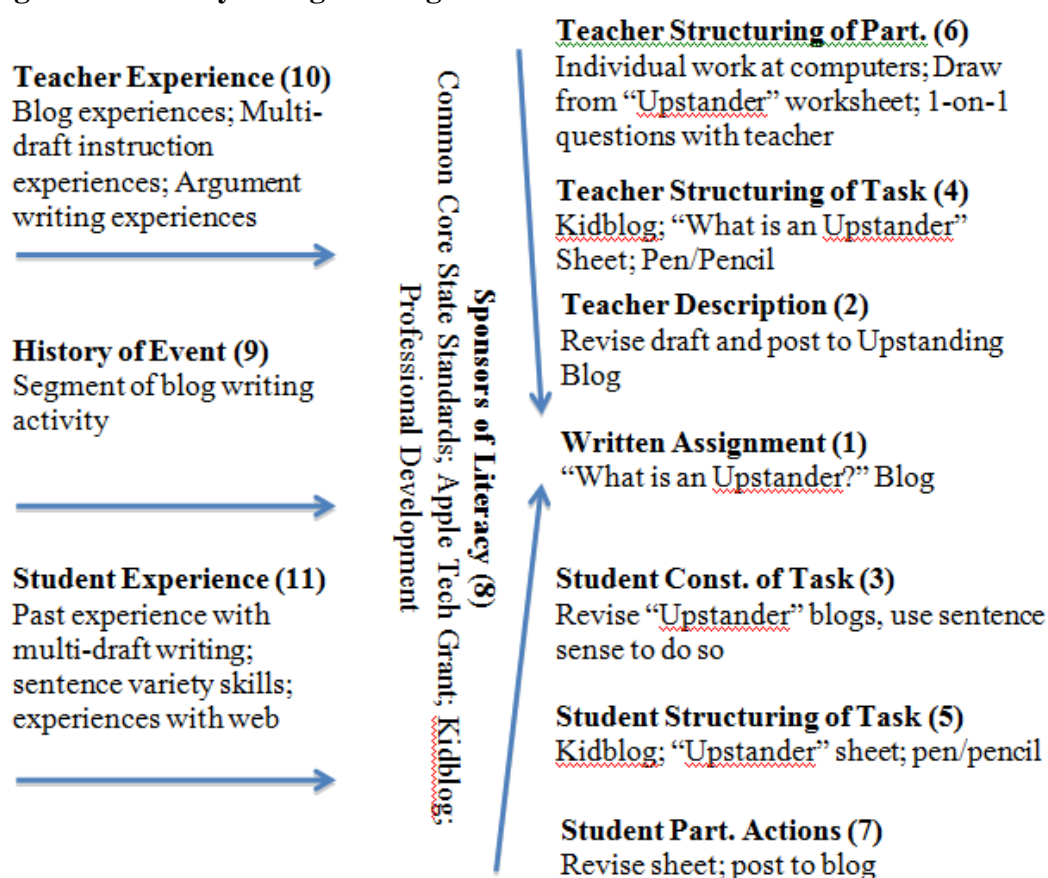 Teacher Experience (10)
Blog experiences; Multi-
draft instruction
experiences; Argument
writing experiences
History of Event (9)
Segment of blog writing
activity
Student Experience (11)
Past experience with
multi-draft writing;
sentence variety skills;
experiences with web
Sponsors of Literacy (8)
Common Core State Standards; Apple Tech Grant; Kidblog;
Professional Development
Teacher Structuring of Part. (6)
Individual work at computers; Draw
from “Upstander” worksheet; 1-on-1
questions with teacher
Teacher Structuring of Task (4)
Kidblog; “What is an Upstander”
Sheet; Pen/Pencil
Teacher Description (2)
Revise draft and post to Upstanding
Blog
Written Assignment (1)
“What is an Upstander?” Blog
Student Const. of Task (3)
Revise “Upstander” blogs, use sentence
sense to do so
Student Structuring of Task (5)
Kidblog; “Upstander” sheet; pen/pencil
Student Part. Actions (7)
Revise sheet; post to blog